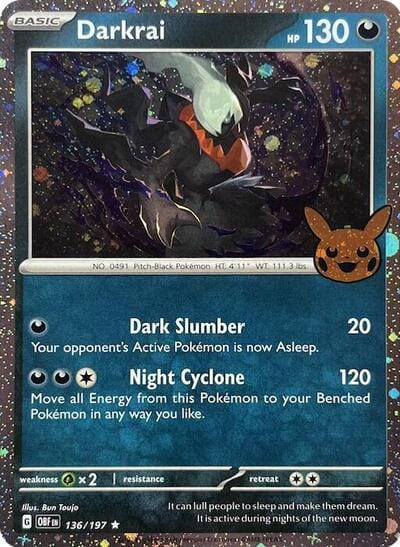 BASIC
Darkrai
HP 130
NO. 0491 Pitch-Black Pokémon HT: 4'11" WT: 111.3 lbs.
Dark Slumber 20
Your opponent's Active Pokémon is now Asleep.
Night Cyclone 120
Move all Energy from this Pokémon to your Benched
Pokémon in any way you like.
weakness ×2 resistance retreat
Illus. Bun Toujo
G OBF EN 136/197
It can lull people to sleep and make them dream.
It is active during nights of the new moon.